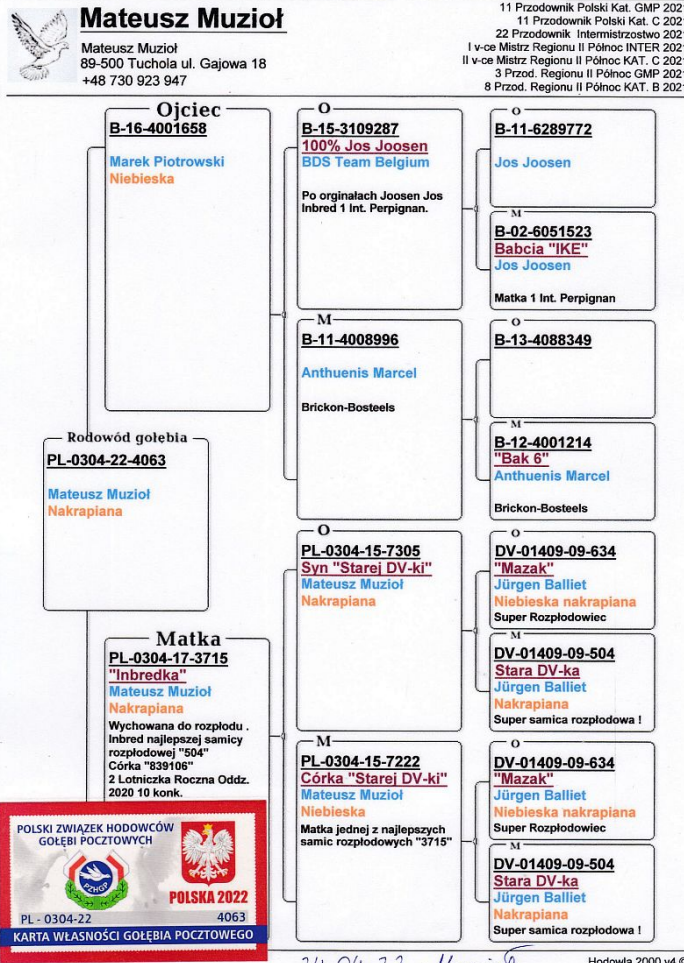 Mateusz Muzioł
Mateusz Muzioł
89-500 Tuchola ul. Gajowa 18
+48 730 923 947
11 Przodownik Polski Kat. GMP 202
11 Przodownik Polski Kat. C 202
22 Przodownik Intermistrzostwo 202
I v-ce Mistrz Regionu II Północ INTER 202
II v-ce Mistrz Regionu II Północ KAT. C 202
3 Przod. Regionu II Północ GMP 202
8 Przod. Regionu II Północ KAT. B 202
Rodowód gołębia
PL-0304-22-4063
Mateusz Muzioł
Nakrapiana
Ojciec
B-16-4001658
Marek Piotrowski
Niebieska
Matka
PL-0304-17-3715
"Inbredka"
Mateusz Muzioł
Nakrapiana
Wychowana do rozpłodu .
Inbred najlepszej samicy
rozpłodowej "504"
Córka "839106"
2 Lotniczka Roczna Oddz.
2020 10 konk.
O
B-15-3109287
100% Jos Joosen
BDS Team Belgium
Po orginałach Joosen Jos
Inbred 1 Int. Perpignan.
M
B-11-4008996
Anthuenis Marcel
Brickon-Bosteels
O
PL-0304-15-7305
Syn "Starej DV-ki"
Mateusz Muzioł
Nakrapiana
M
PL-0304-15-7222
Córka "Starej DV-ki"
Mateusz Muzioł
Niebieska
Matka jednej z najlepszych
samic rozpłodowych "3715"
O
B-11-6289772
Jos Joosen
M
B-02-6051523
Babcia "IKE"
Jos Joosen
Matka 1 Int. Perpignan
O
B-13-4088349
M
B-12-4001214
"Bak 6"
Anthuenis Marcel
Brickon-Bosteels
O
DV-01409-09-634
"Mazak"
Jürgen Balliet
Niebieska nakrapiana
Super Rozpłodowiec
M
DV-01409-09-504
Stara DV-ka
Jürgen Balliet
Nakrapiana
Super samica rozpłodowa !
O
DV-01409-09-634
"Mazak"
Jürgen Balliet
Niebieska nakrapiana
Super Rozpłodowiec
M
DV-01409-09-504
Stara DV-ka
Jürgen Balliet
Nakrapiana
Super samica rozpłodowa !
POLSKI ZWIĄZEK HODOWCÓW
GOŁĘBI POCZTOWYCH
PZHGP
POLSKA 2022
PL - 0304-22 4063
KARTA WŁASNOŚCI GOŁĘBIA POCZTOWEGO
Hodowla 2000 v4